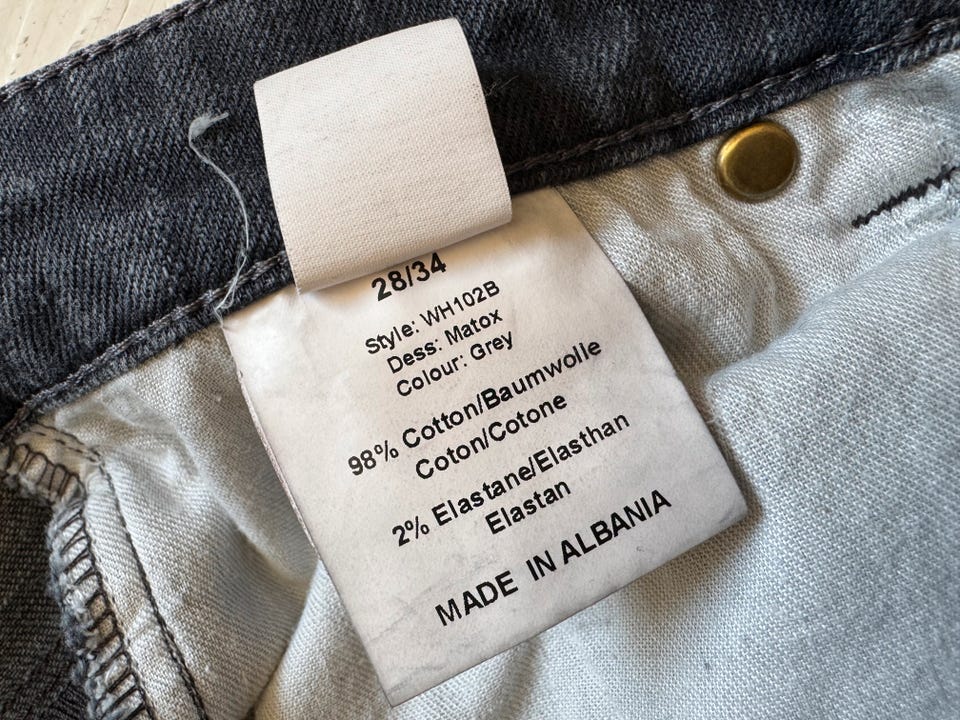 28/34
Style: WH102B
Dess: Matox
Colour: Grey
98% Cotton/Baumwolle
Coton/Cotone
2% Elastane/Elasthan
Elastan
MADE IN ALBANIA